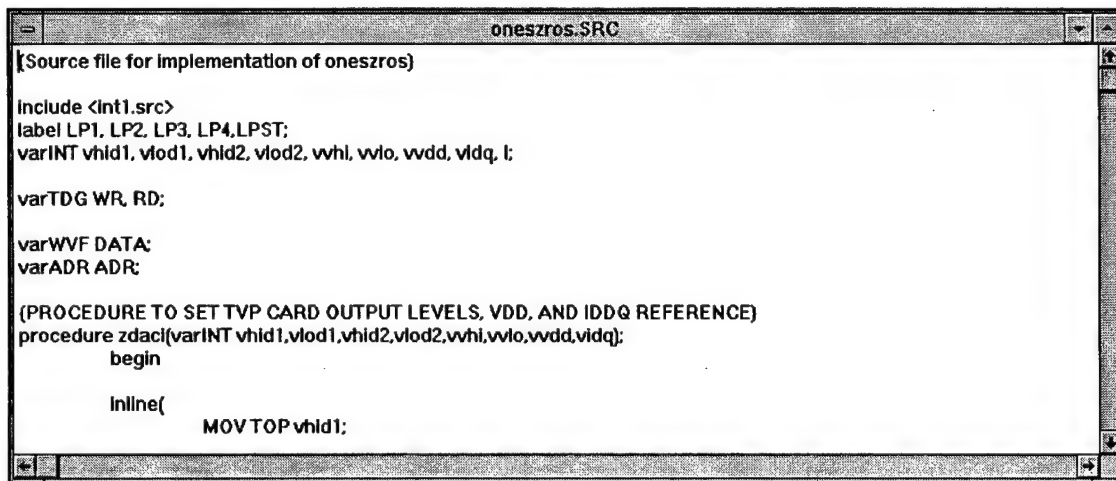 oneszros.SRC
{Source file for implementation of oneszros}
include <int1.src>
label LP1, LP2, LP3, LP4,LPST;
varINT vhid1, vlod1, vhid2, vlod2, vvhi, vvlo, vvdd, vidq, I;
varTDG WR, RD;
varWVF DATA;
varADR ADR;
{PROCEDURE TO SET TVP CARD OUTPUT LEVELS, VDD, AND IDDQ REFERENCE}
procedure zdaci(varINT vhid1,vlod1,vhid2,vlod2,vvhi,vvlo,vvdd,vidq);
begin
inline(
MOV TOP vhid1;